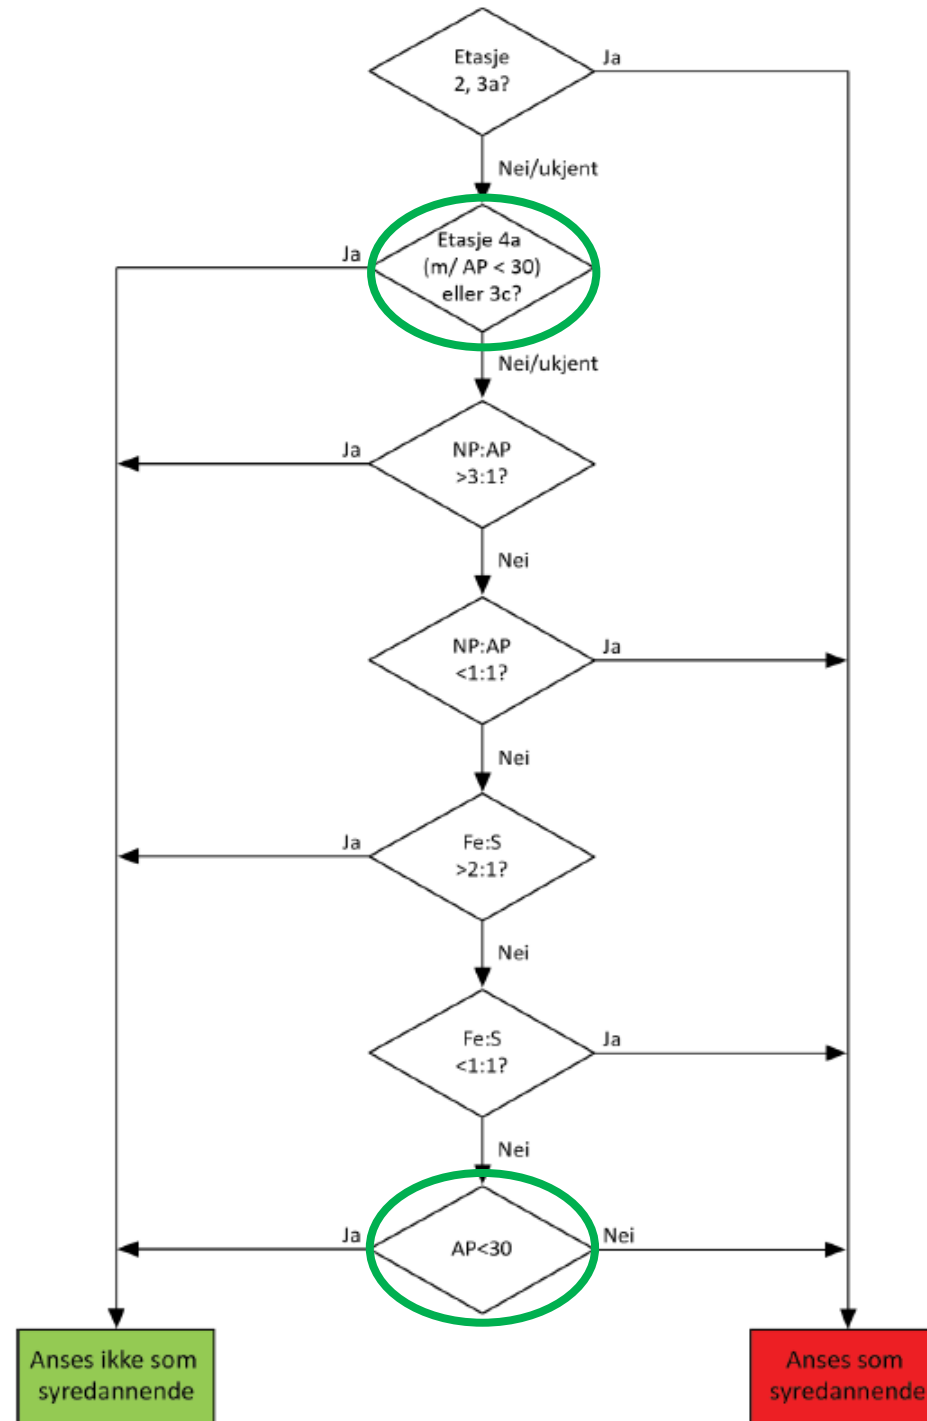 Etasje
2, 3a?
Ja
Nei/ukjent
Etasje 4a
(m/ AP < 30)
eller 3c?
Ja
Nei/ukjent
NP:AP
>3:1?
Ja
Nei
NP:AP
<1:1?
Ja
Nei
Fe:S
>2:1?
Ja
Nei
Fe:S
<1:1?
Ja
Nei
AP<30
Ja
Nei
Anses ikke som
syredannende
Anses som
syredannende